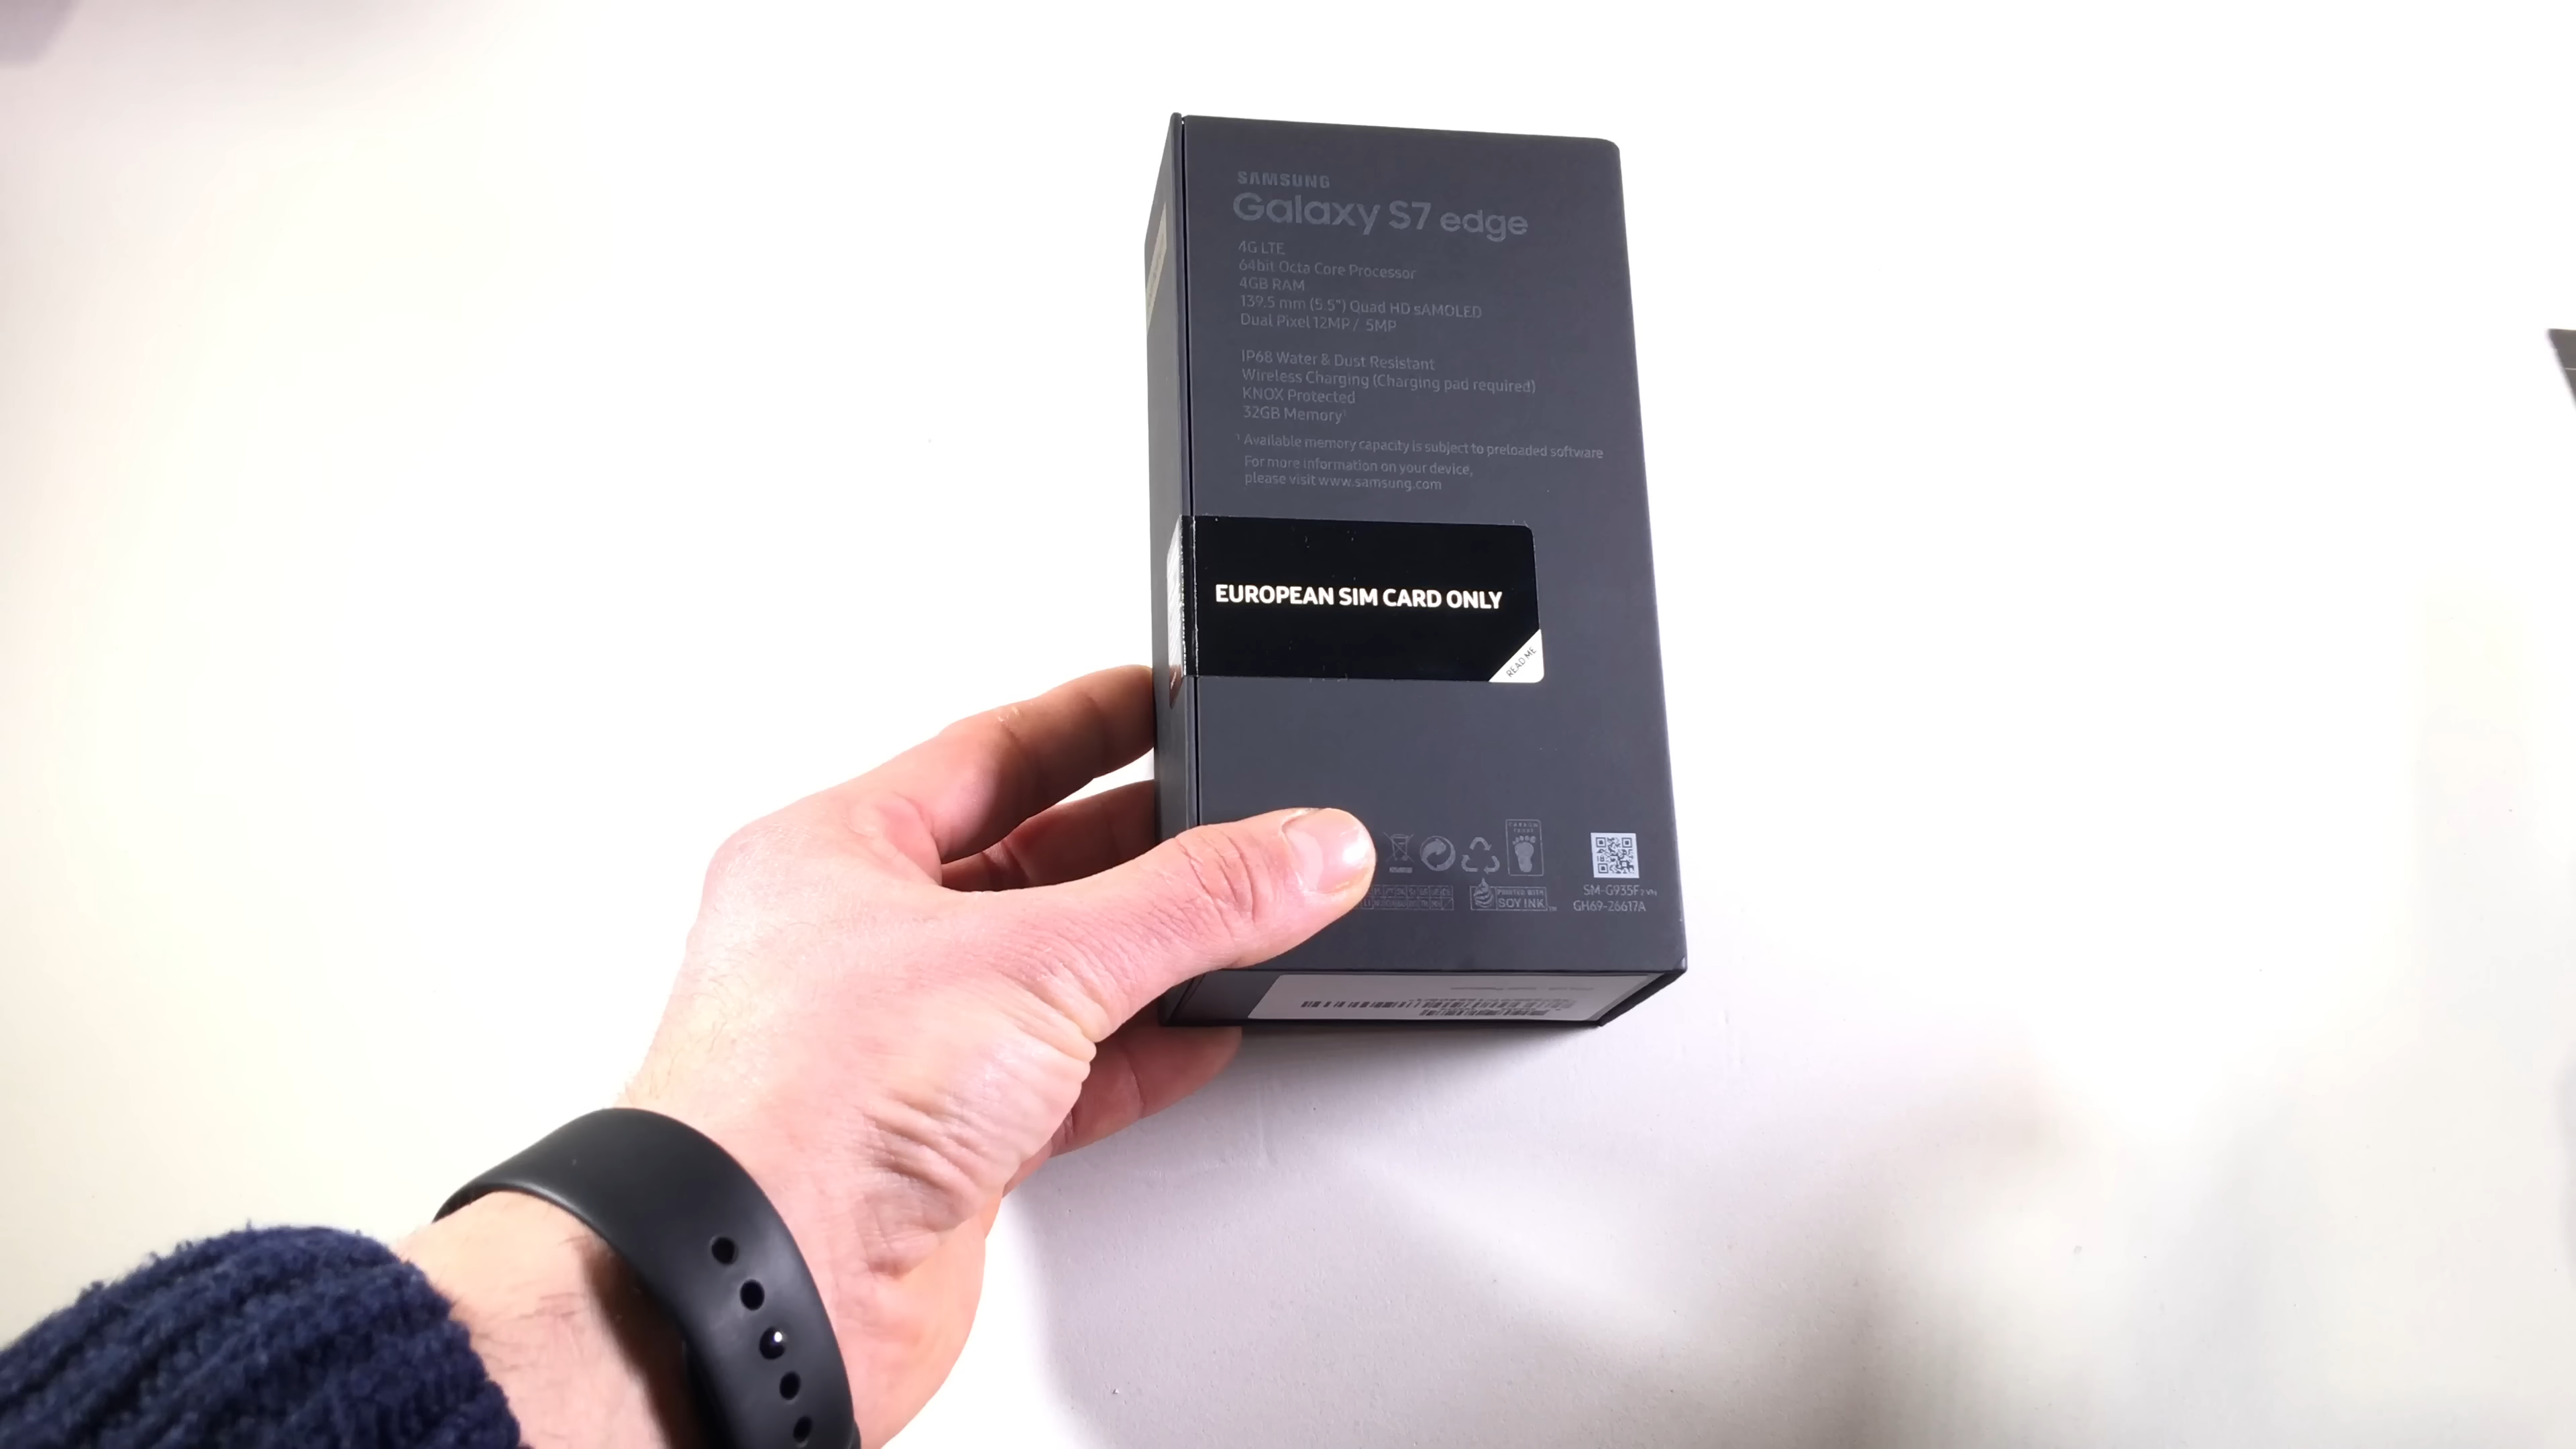 SAMSUNG
Galaxy S7 edge
4G LTE
64bit Octa Core Processor
4GB RAM
139.5 mm (5.5") Quad HD sAMOLED
Dual Pixel 12MP / 5MP
IP68 Water & Dust Resistant
Wireless Charging (Charging pad required)
KNOX Protected
32GB Memory¹
¹ Available memory capacity is subject to preloaded software
For more information on your device,
please visit www.samsung.com
EUROPEAN SIM CARD ONLY
READ ME
CARBON
PRINTED WITH
SOY INK
SM-G935F
GH69-26617A